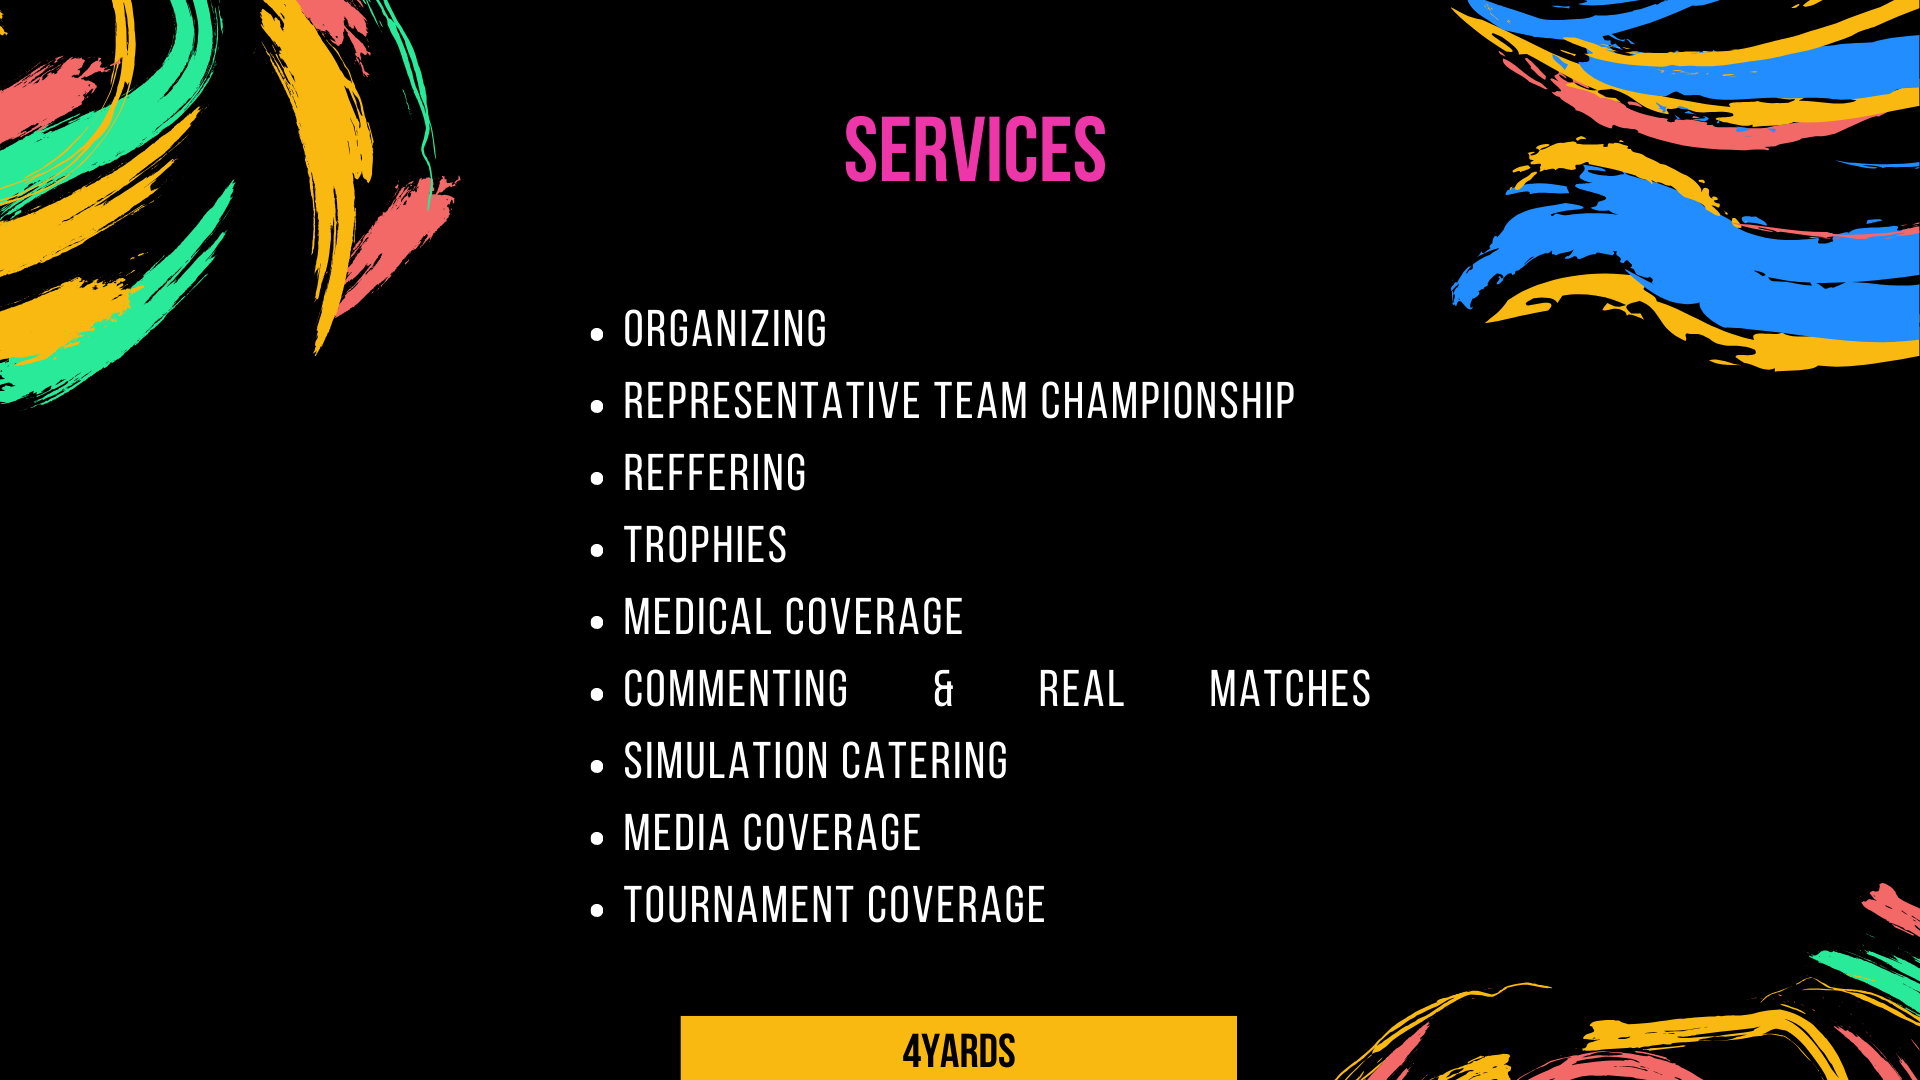 SERVICES
• ORGANIZING
• REPRESENTATIVE TEAM CHAMPIONSHIP
• REFFERING
• TROPHIES
• MEDICAL COVERAGE
• COMMENTING & REAL MATCHES
• SIMULATION CATERING
• MEDIA COVERAGE
• TOURNAMENT COVERAGE
4YARDS